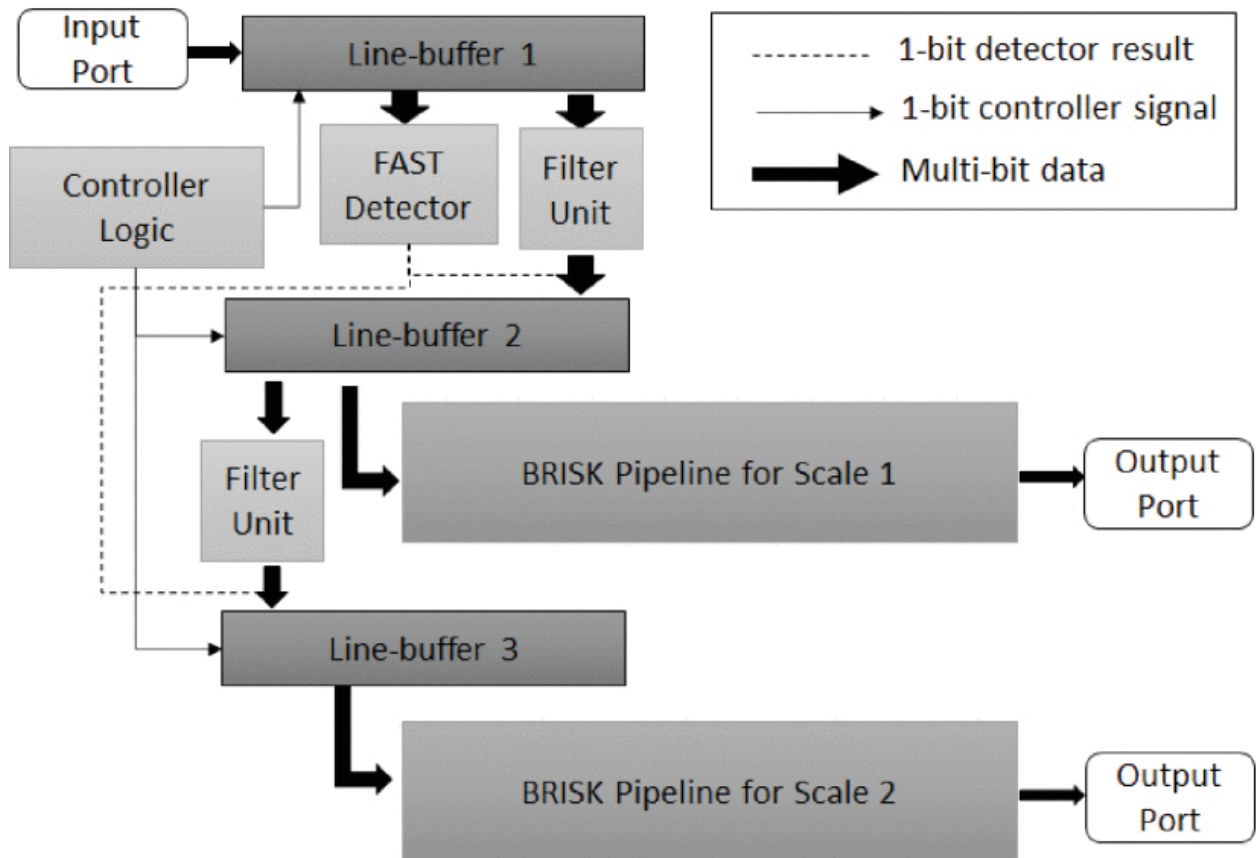 Input
Port
Line-buffer 1
1-bit detector result
1-bit controller signal
Multi-bit data
Controller
Logic
FAST
Detector
Filter
Unit
Line-buffer 2
Filter
Unit
BRISK Pipeline for Scale 1
Output
Port
Line-buffer 3
BRISK Pipeline for Scale 2
Output
Port